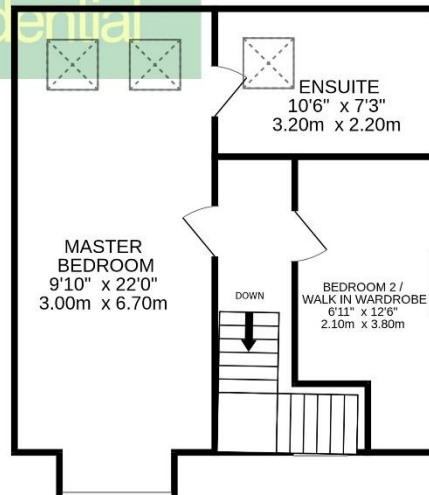 dential
ENSUITE
10'6" x 7'3"
3.20m x 2.20m
MASTER
BEDROOM
9'10" x 22'0"
3.00m x 6.70m
DOWN
BEDROOM 2 /
WALK IN WARDROBE
6'11" x 12'6"
2.10m x 3.80m